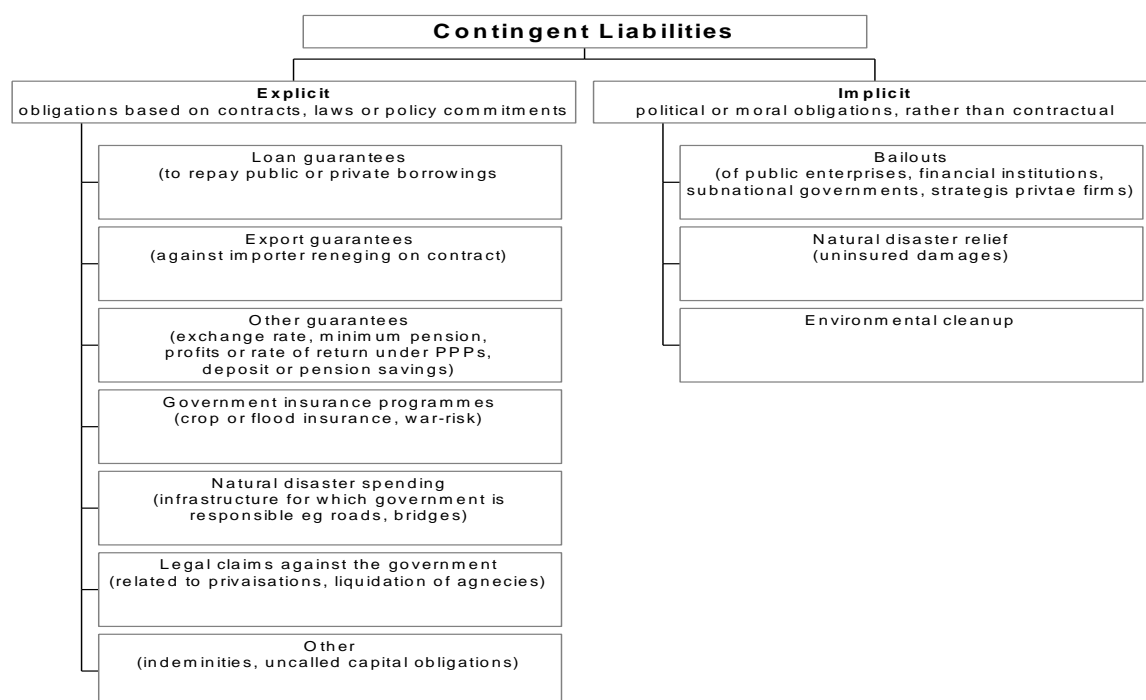 Contingent Liabilities
Explicit
obligations based on contracts, laws or policy commitments
Loan guarantees
(to repay public or private borrowings
Export guarantees
(against importer reneging on contract)
Other guarantees
(exchange rate, minimum pension,
profits or rate of return under PPPs,
deposit or pension savings)
Government insurance programmes
(crop or flood insurance, war-risk)
Natural disaster spending
(infrastructure for which government is
responsible eg roads, bridges)
Legal claims against the government
(related to privaisations, liquidation of agnecies)
Other
(indeminities, uncalled capital obligations)
Implicit
political or moral obligations, rather than contractual
Bailouts
(of public enterprises, financial institutions,
subnational governments, strategis privtae firms)
Natural disaster relief
(uninsured damages)
Environmental cleanup